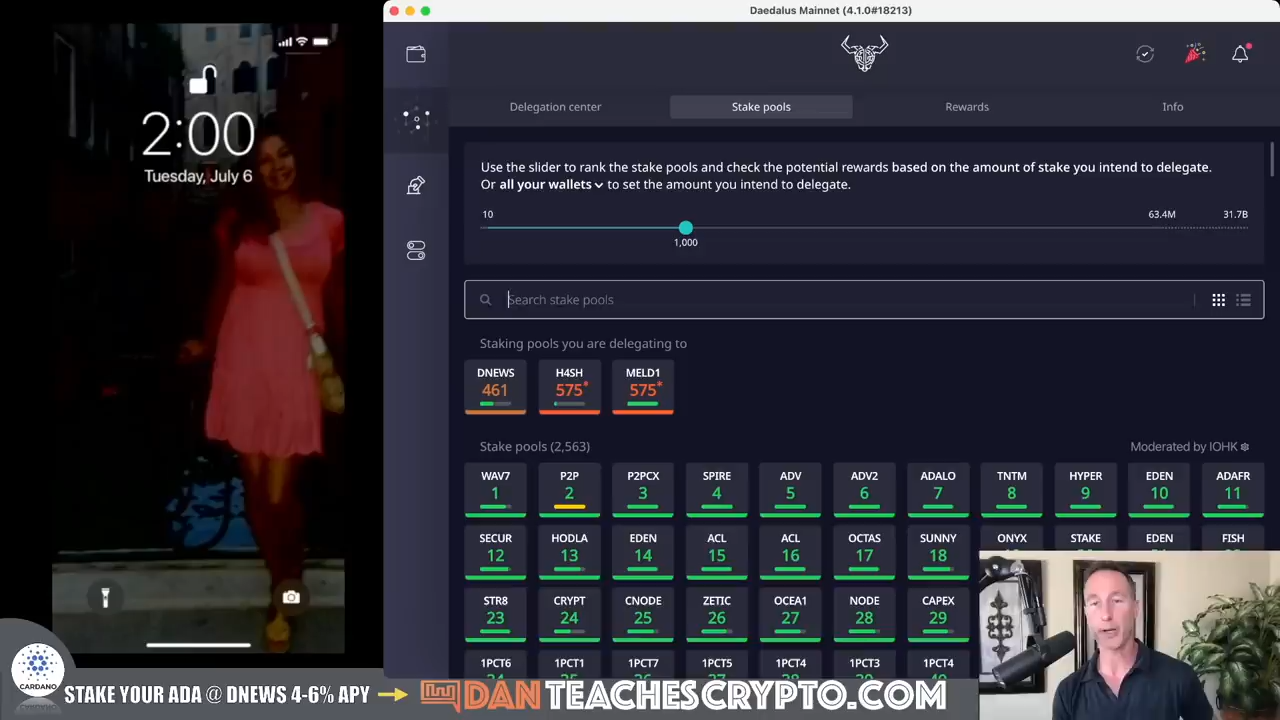 2:00
Tuesday, July 6
Daedalus Mainnet (4.1.0#18213)
Delegation center
Stake pools
Rewards
Info
Use the slider to rank the stake pools and check the potential rewards based on the amount of stake you intend to delegate.
Or all your wallets to set the amount you intend to delegate.
10
63.4M
31.7B
1,000
Search stake pools
Staking pools you are delegating to
DNEWS H4SH MELD1
461 575* 575*
Stake pools (2,563)
Moderated by IOHK
WAV7 P2P P2PCX SPIRE ADV ADV2 ADALO TNTM HYPER EDEN ADAFR
1 2 3 4 5 6 7 8 9 10 11
SECUR HODLA EDEN ACL ACL OCTAS SUNNY ONYX STAKE EDEN FISH
12 13 14 15 16 17 18
STR8 CRYPT CNODE ZETIC OCEA1 NODE CAPEX
23 24 25 26 27 28 29
1PCT6 1PCT1 1PCT7 1PCT5 1PCT4 1PCT3 1PCT4
CARDANO
STAKE YOUR ADA @ DNEWS 4-6% APY
DANTEACHESCRYPTO.COM